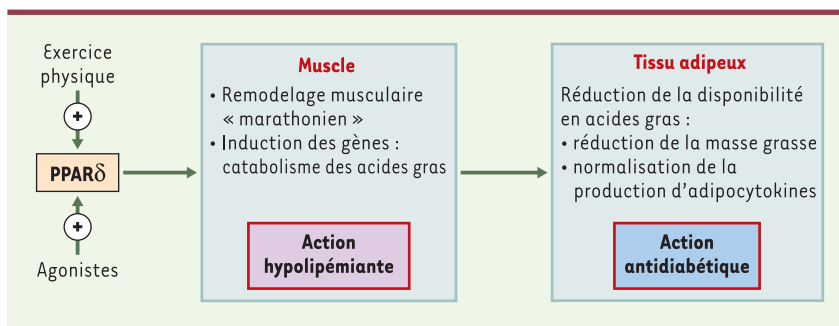 Exercice
physique
+
PPARδ
+
Agonistes
Muscle
• Remodelage musculaire
« marathonien »
• Induction des gènes :
catabolisme des acides gras
Action
hypolipémiante
Tissu adipeux
Réduction de la disponibilité
en acides gras :
• réduction de la masse grasse
• normalisation de la
production d’adipocytokines
Action
antidiabétique